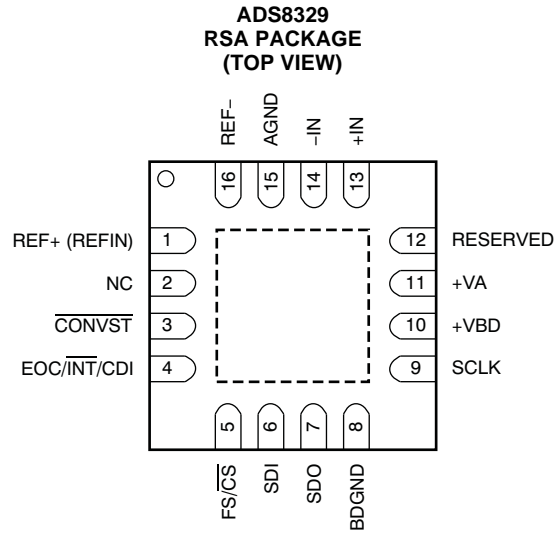 ADS8329
RSA PACKAGE
(TOP VIEW)
REF–
AGND
–IN
+IN
16
15
14
13
REF+ (REFIN)
1
12
RESERVED
NC
2
11
+VA
CONVST
3
10
+VBD
EOC/INT/CDI
4
9
SCLK
5
6
7
8
FS/CS
SDI
SDO
BDGND